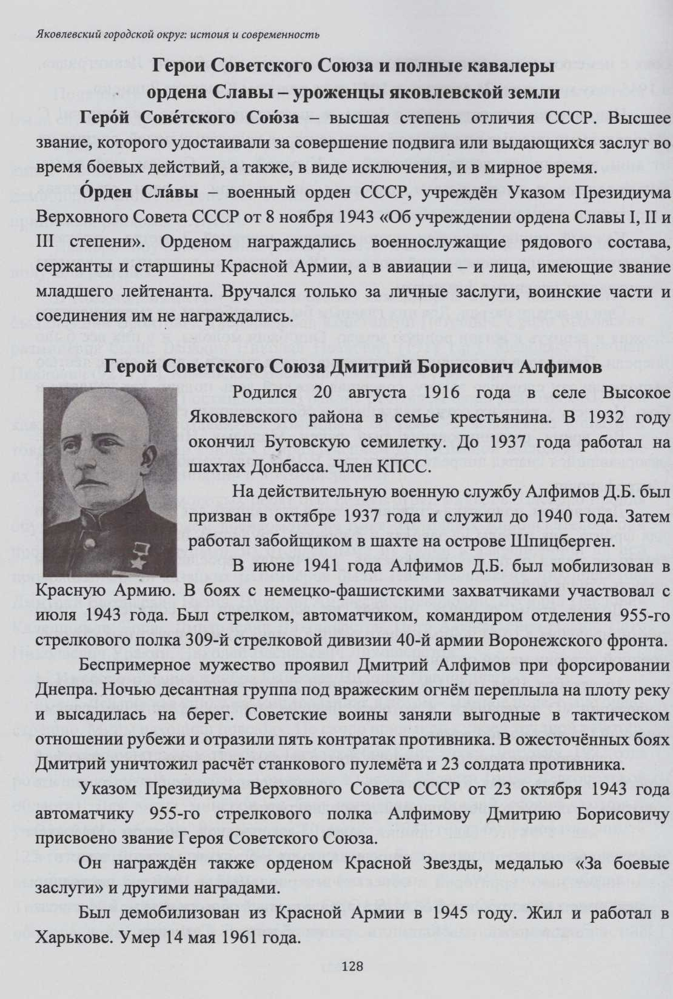 Яковлевский городской округ: истоия и современность
Герои Советского Союза и полные кавалеры
ордена Славы – уроженцы яковлевской земли
Геро́й Сове́тского Сою́за – высшая степень отличия СССР. Высшее
звание, которого удостаивали за совершение подвига или выдающихся заслуг во
время боевых действий, а также, в виде исключения, и в мирное время.
О́рден Сла́вы – военный орден СССР, учреждён Указом Президиума
Верховного Совета СССР от 8 ноября 1943 «Об учреждении ордена Славы I, II и
III степени». Орденом награждались военнослужащие рядового состава,
сержанты и старшины Красной Армии, а в авиации – и лица, имеющие звание
младшего лейтенанта. Вручался только за личные заслуги, воинские части и
соединения им не награждались.
Герой Советского Союза Дмитрий Борисович Алфимов
Родился 20 августа 1916 года в селе Высокое
Яковлевского района в семье крестьянина. В 1932 году
окончил Бутовскую семилетку. До 1937 года работал на
шахтах Донбасса. Член КПСС.
На действительную военную службу Алфимов Д.Б. был
призван в октябре 1937 года и служил до 1940 года. Затем
работал забойщиком в шахте на острове Шпицберген.
В июне 1941 года Алфимов Д.Б. был мобилизован в
Красную Армию. В боях с немецко-фашистскими захватчиками участвовал с
июля 1943 года. Был стрелком, автоматчиком, командиром отделения 955-го
стрелкового полка 309-й стрелковой дивизии 40-й армии Воронежского фронта.
Беспримерное мужество проявил Дмитрий Алфимов при форсировании
Днепра. Ночью десантная группа под вражеским огнём переплыла на плоту реку
и высадилась на берег. Советские воины заняли выгодные в тактическом
отношении рубежи и отразили пять контратак противника. В ожесточённых боях
Дмитрий уничтожил расчёт станкового пулемёта и 23 солдата противника.
Указом Президиума Верховного Совета СССР от 23 октября 1943 года
автоматчику 955-го стрелкового полка Алфимову Дмитрию Борисовичу
присвоено звание Героя Советского Союза.
Он награждён также орденом Красной Звезды, медалью «За боевые
заслуги» и другими наградами.
Был демобилизован из Красной Армии в 1945 году. Жил и работал в
Харькове. Умер 14 мая 1961 года.
128